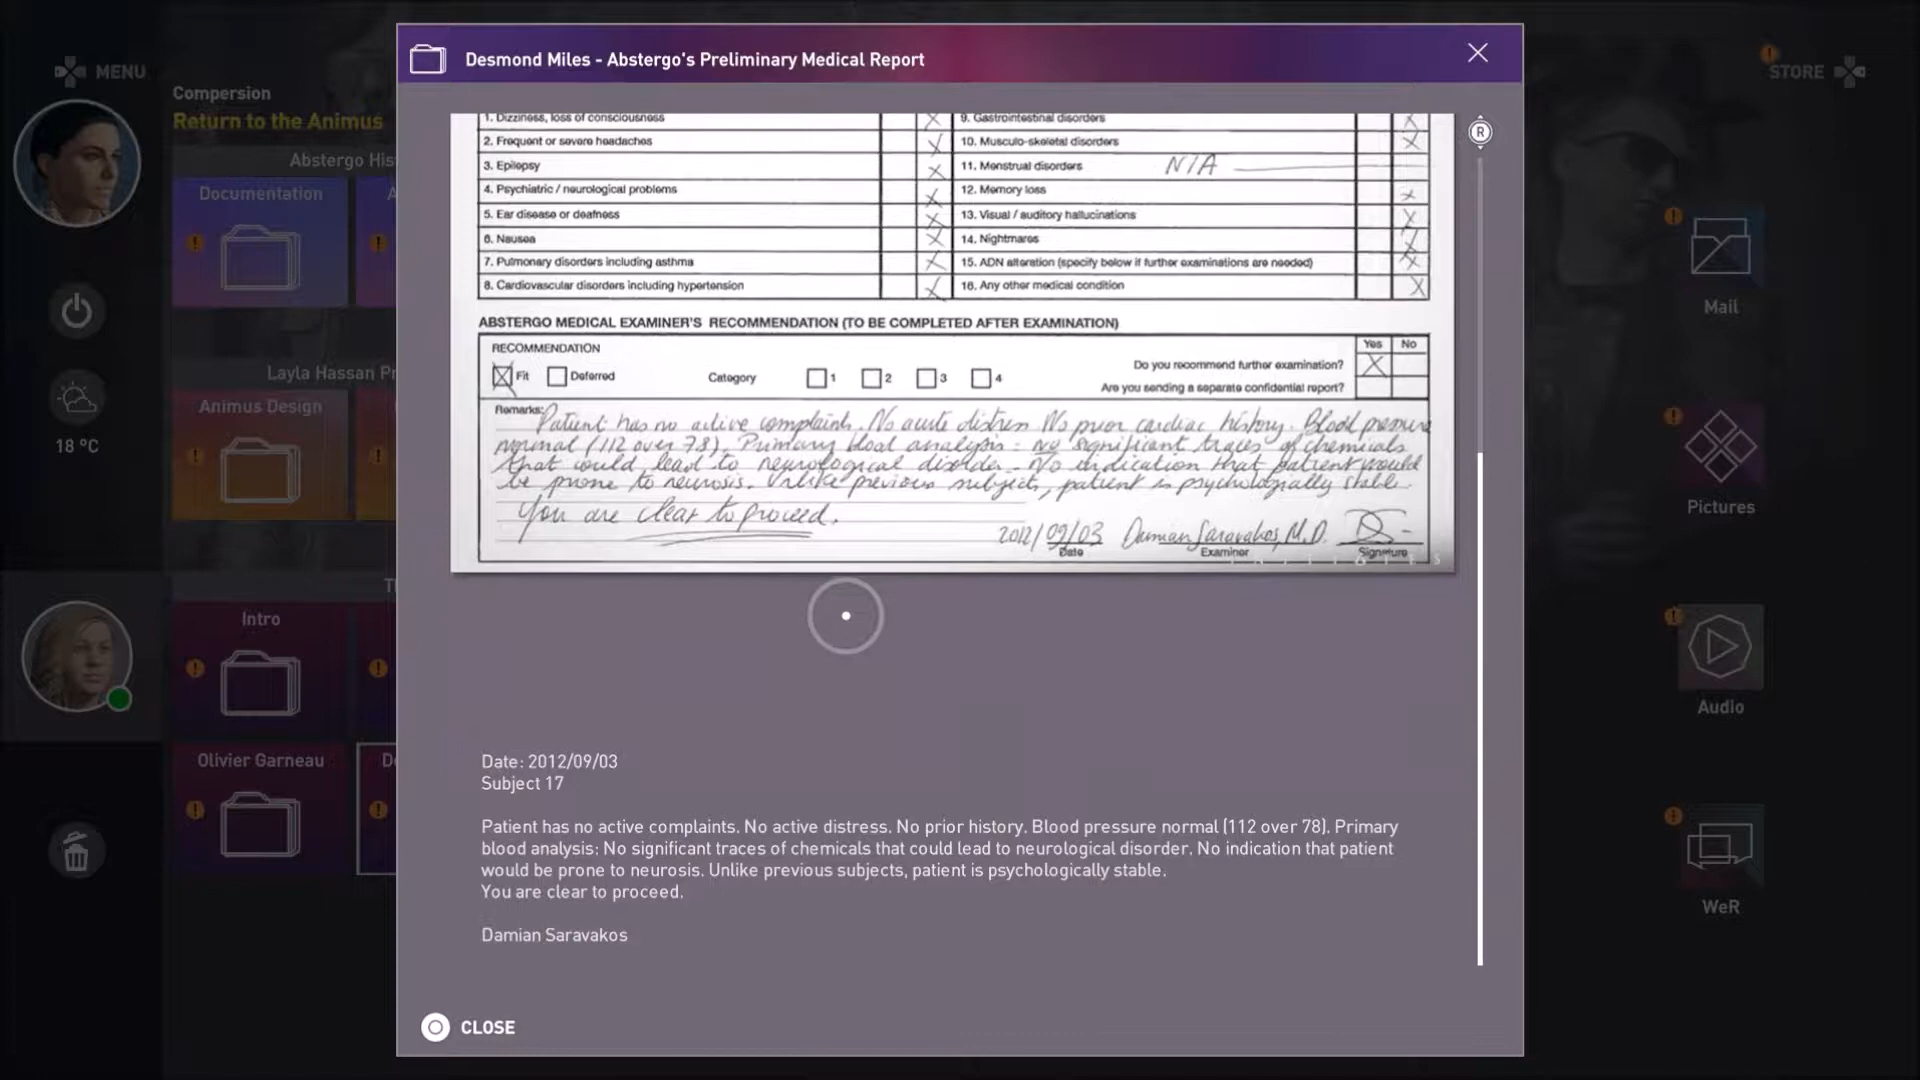 MENU
STORE
Compersion
Return to the Animus
Abstergo His
Documentation
A
Layla Hassan Pr
Animus Design
18 °C
Intro
Olivier Garneau
D
Mail
Pictures
Audio
WeR
Desmond Miles - Abstergo's Preliminary Medical Report
R
1. Dizziness, loss of consciousness
9. Gastrointestinal disorders
2. Frequent or severe headaches
10. Musculo-skeletal disorders
3. Epilepsy
11. Menstrual disorders N/A
4. Psychiatric / neurological problems
12. Memory loss
5. Ear disease or deafness
13. Visual / auditory hallucinations
6. Nausea
14. Nightmares
7. Pulmonary disorders including asthma
15. ADN alteration (specify below if further examinations are needed)
8. Cardiovascular disorders including hypertension
16. Any other medical condition
ABSTERGO MEDICAL EXAMINER'S RECOMMENDATION (TO BE COMPLETED AFTER EXAMINATION)
RECOMMENDATION
Yes No
Fit Deferred Category 1 2 3 4
Do you recommend further examination?
Are you sending a separate confidential report?
Remarks: Patient has no active complaints. No acute distress. No prior cardiac history. Blood pressure
normal (112 over 78). Primary blood analysis: No significant traces of chemicals
that could lead to neurological disorder. No indication that patient would
be prone to neurosis. Unlike previous subjects, patient is psychologially stable.
You are clear to proceed.
2012/09/03 Damian Saravakos, M.D.
Date Examiner Signature
Date: 2012/09/03
Subject 17
Patient has no active complaints. No active distress. No prior history. Blood pressure normal (112 over 78). Primary
blood analysis: No significant traces of chemicals that could lead to neurological disorder. No indication that patient
would be prone to neurosis. Unlike previous subjects, patient is psychologically stable.
You are clear to proceed.
Damian Saravakos
CLOSE